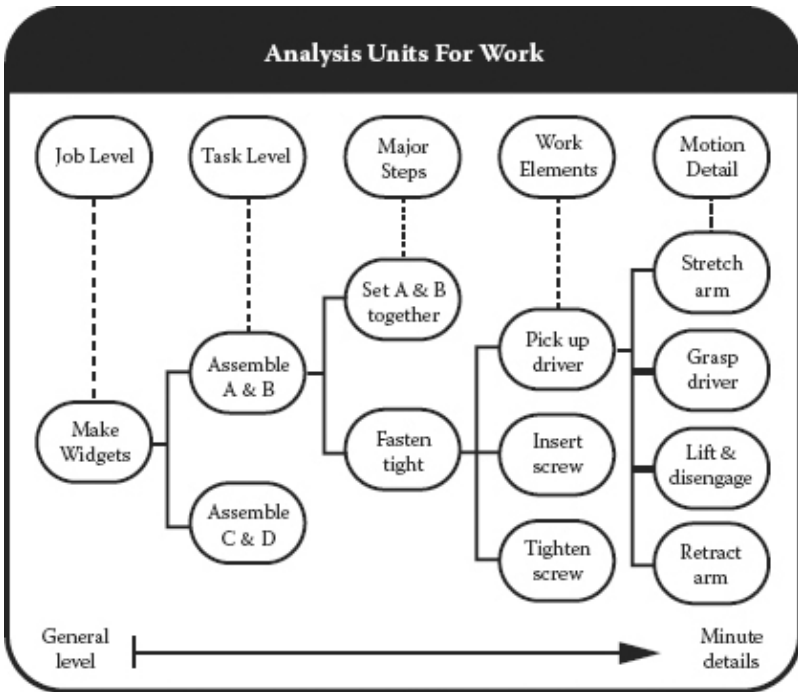 Analysis Units For Work
Job Level
Task Level
Major
Steps
Work
Elements
Motion
Detail
Make
Widgets
Assemble
A & B
Assemble
C & D
Set A & B
together
Fasten
tight
Pick up
driver
Insert
screw
Tighten
screw
Stretch
arm
Grasp
driver
Lift &
disengage
Retract
arm
General
level
Minute
details